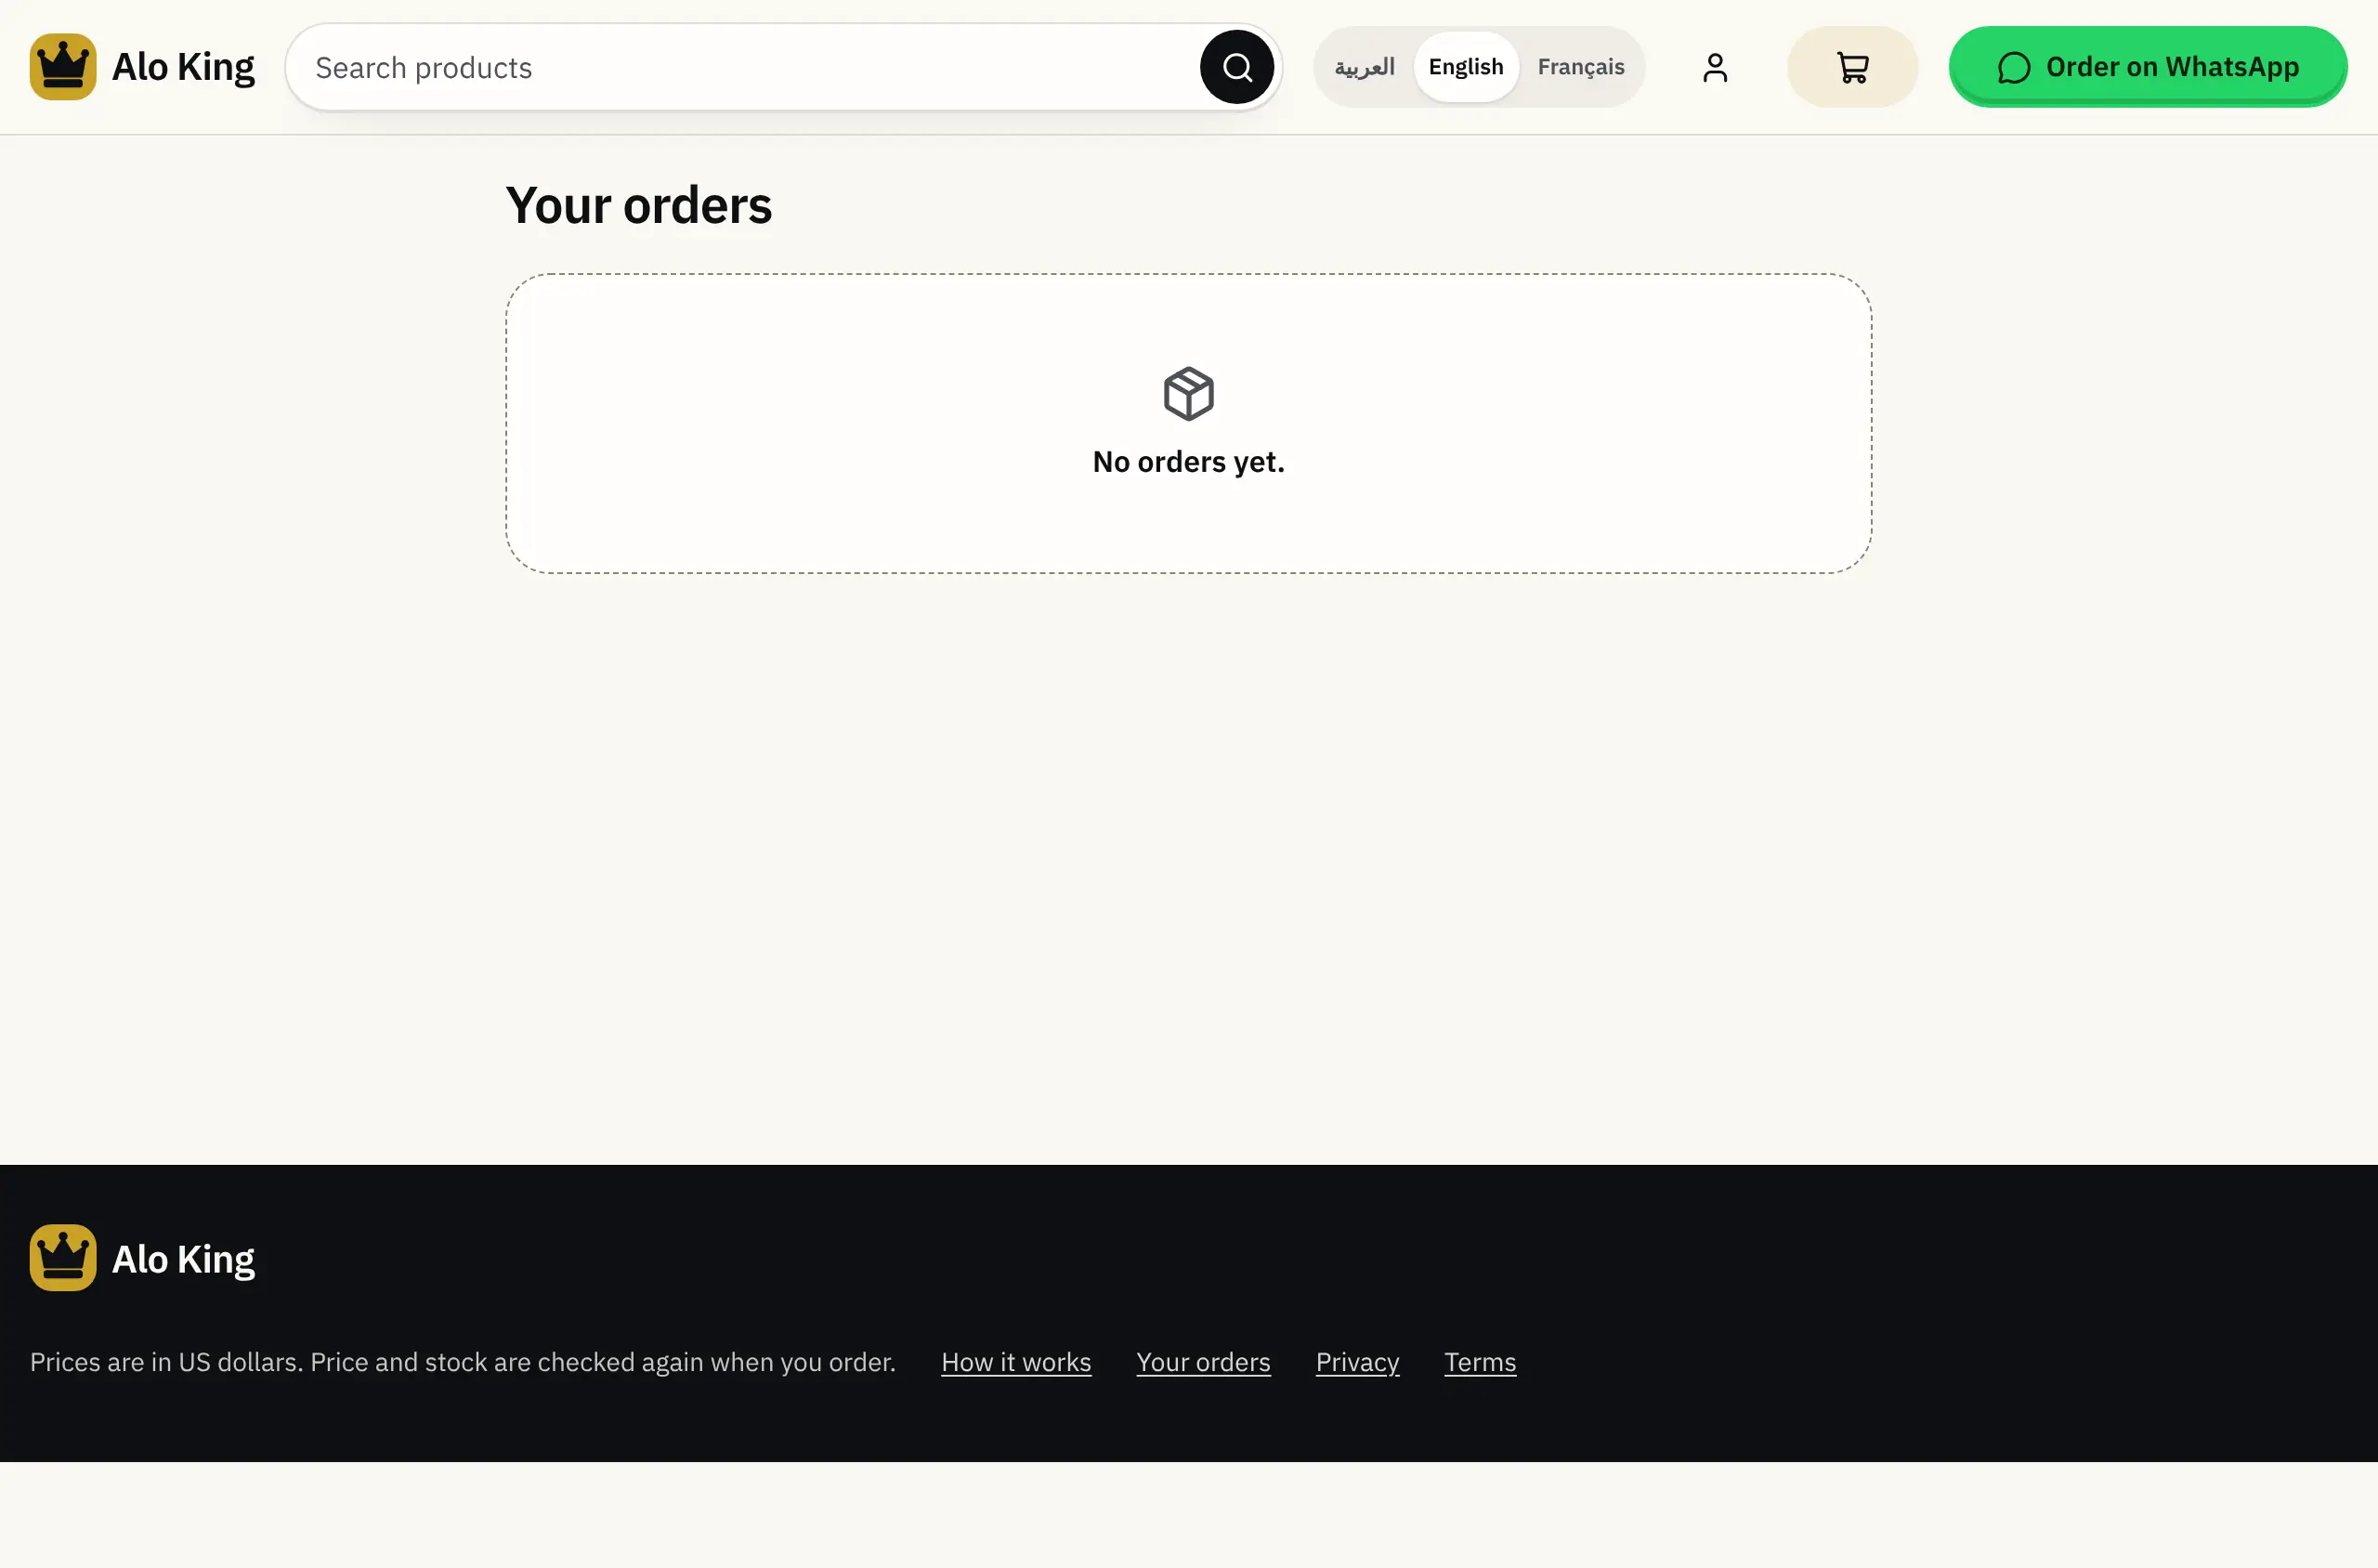 Alo King
Search products
العربية English Français
Order on WhatsApp
Your orders
No orders yet.
Alo King
Prices are in US dollars. Price and stock are checked again when you order. How it works Your orders Privacy Terms